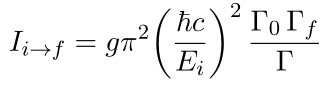 $I_{i \to f} = g\pi^2 \left( \frac{\hbar c}{E_i} \right)^2 \frac{\Gamma_0 \, \Gamma_f}{\Gamma}$